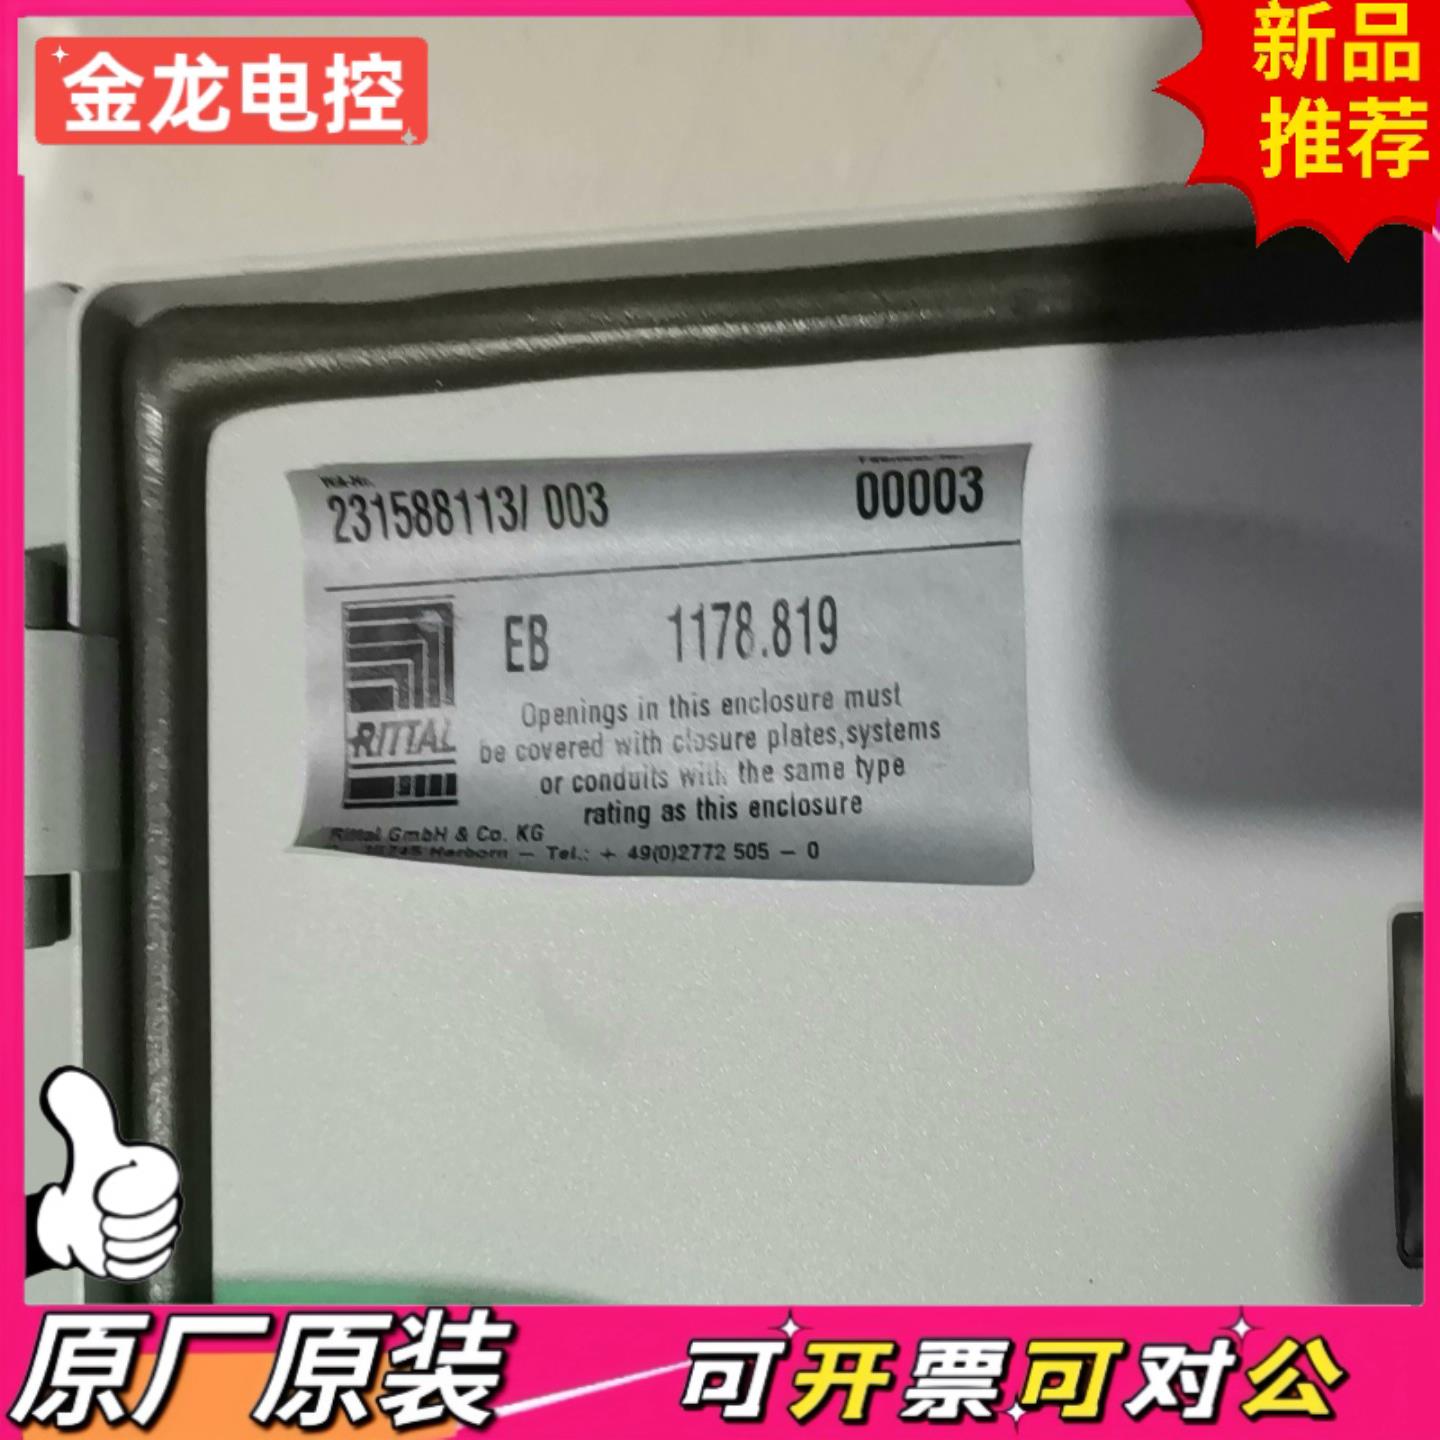 金龙电控
新品
推荐
WA-Nr.
231588113/ 003
00003
EB 1178.819
RITTAL
Openings in this enclosure must
be covered with closure plates,systems
or conduits with the same type
rating as this enclosure
Rittal GmbH & Co. KG
35745 Herborn – Tel.: + 49(0)2772 505 – 0
原厂原装
可开票可对公